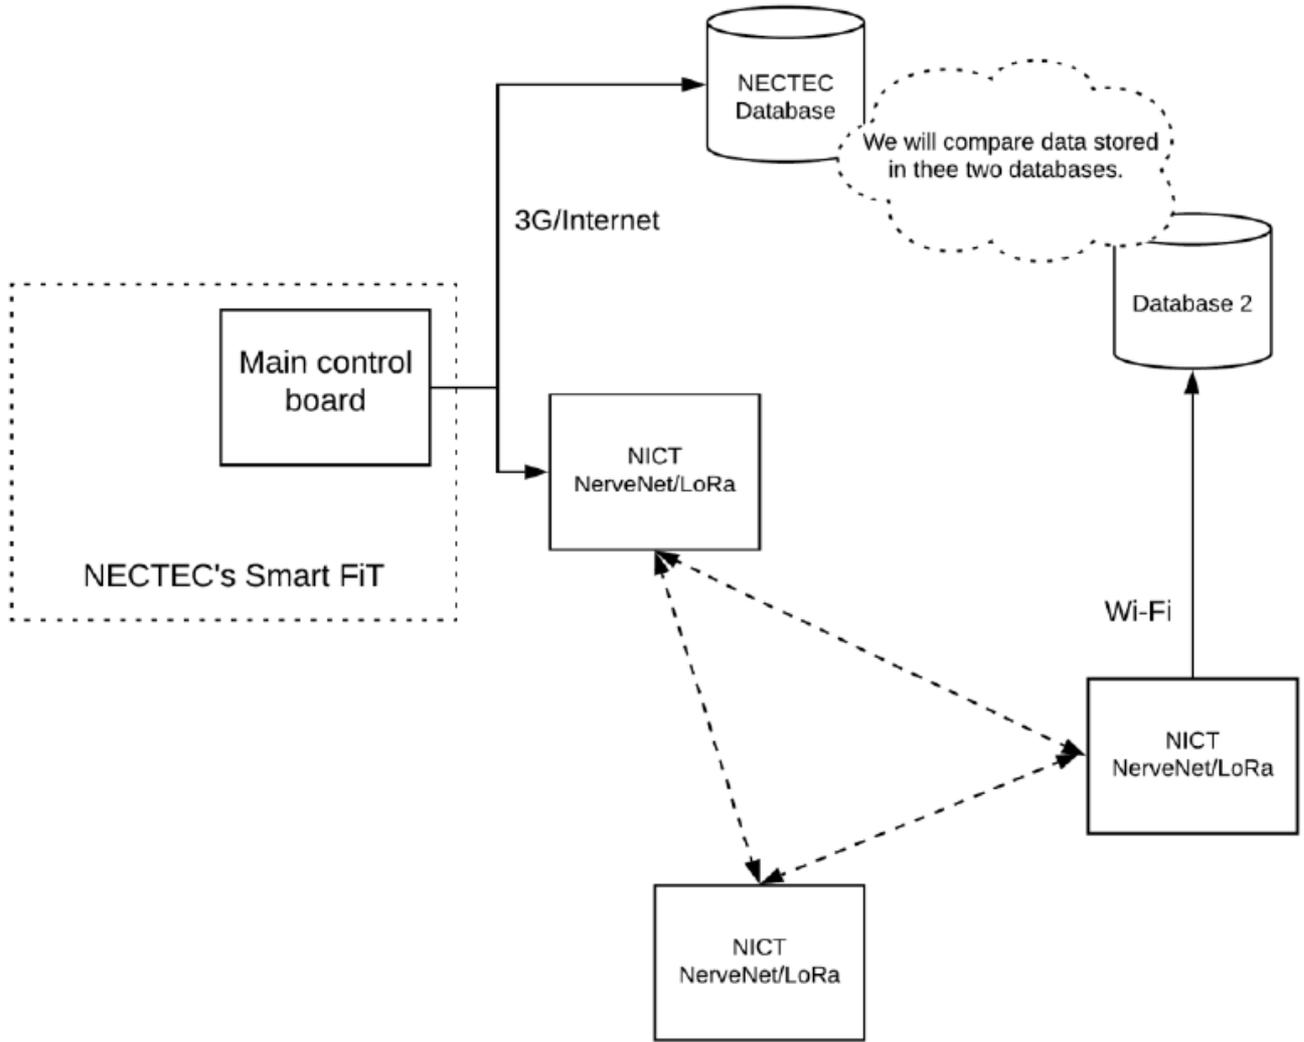 NECTEC
Database
We will compare data stored
in thee two databases.
3G/Internet
Database 2
Main control
board
NICT
NerveNet/LoRa
NECTEC's Smart FiT
Wi-Fi
NICT
NerveNet/LoRa
NICT
NerveNet/LoRa